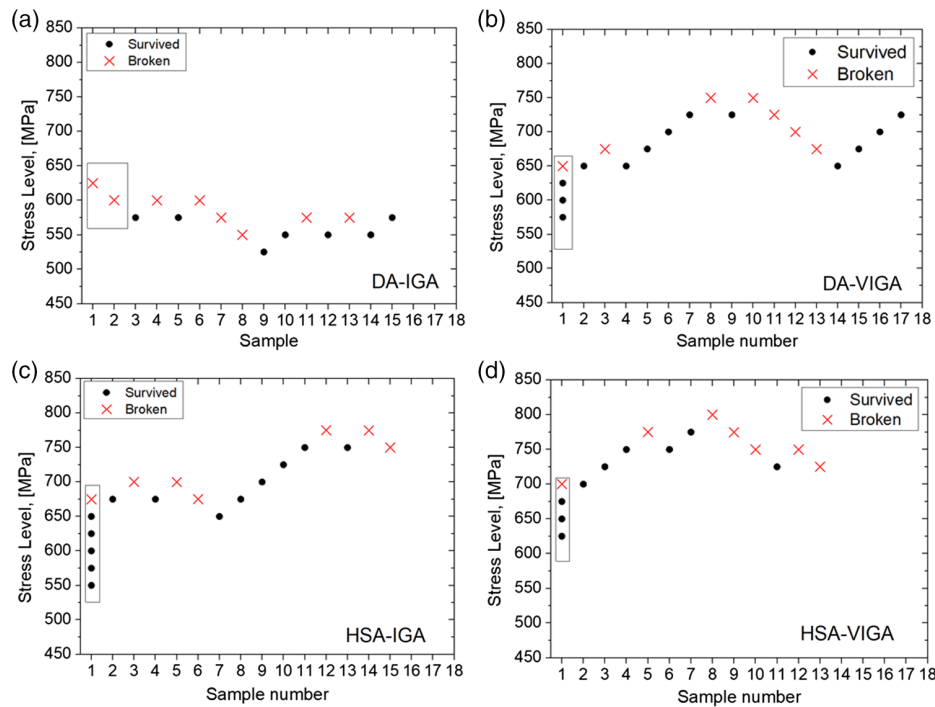 (a)
850
800
750
700
650
600
550
500
450
Stress Level, [MPa]
Survived
Broken
DA-IGA
1 2 3 4 5 6 7 8 9 10 11 12 13 14 15 16 17 18
Sample
(b)
850
800
750
700
650
600
550
500
450
Stress Level, [MPa]
Survived
Broken
DA-VIGA
1 2 3 4 5 6 7 8 9 10 11 12 13 14 15 16 17 18
Sample number
(c)
850
800
750
700
650
600
550
500
450
Stress Level, [MPa]
Survived
Broken
HSA-IGA
1 2 3 4 5 6 7 8 9 10 11 12 13 14 15 16 17 18
Sample number
(d)
850
800
750
700
650
600
550
500
450
Stress Level, [MPa]
Survived
Broken
HSA-VIGA
1 2 3 4 5 6 7 8 9 10 11 12 13 14 15 16 17 18
Sample number